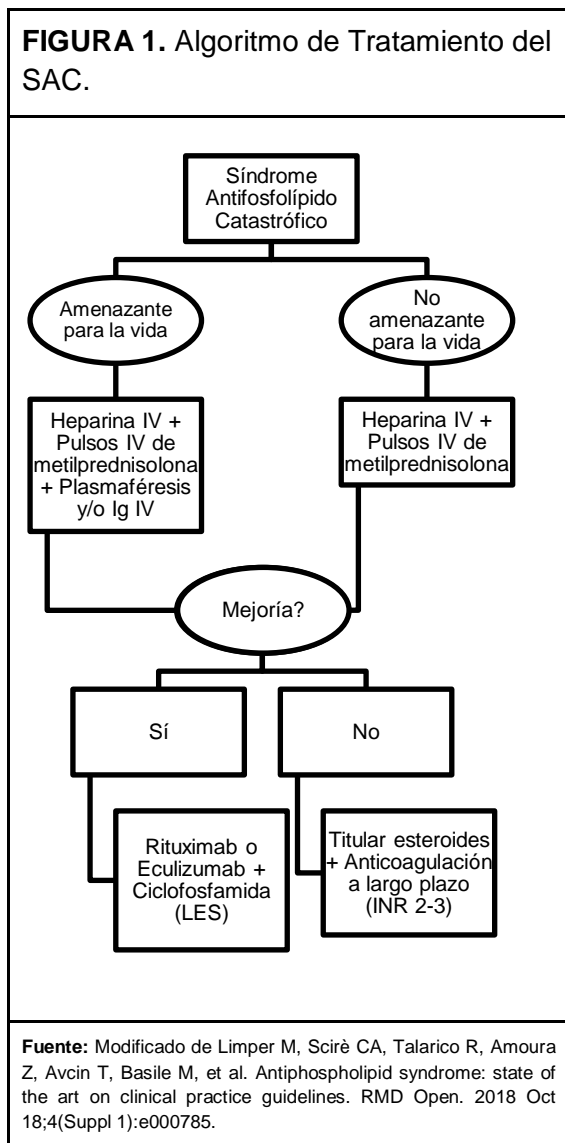 FIGURA 1. Algoritmo de Tratamiento del
SAC.
Síndrome
Antifosfolípido
Catastrófico
Amenazante
para la vida
No
amenazante
para la vida
Heparina IV +
Pulsos IV de
metilprednisolona
+ Plasmaféresis
y/o Ig IV
Heparina IV +
Pulsos IV de
metilprednisolona
Mejoría?
Sí
No
Rituximab o
Eculizumab +
Ciclofosfamida
(LES)
Titular esteroides
+ Anticoagulación
a largo plazo
(INR 2-3)
Fuente: Modificado de Limper M, Scirè CA, Talarico R, Amoura
Z, Avcin T, Basile M, et al. Antiphospholipid syndrome: state of
the art on clinical practice guidelines. RMD Open. 2018 Oct
18;4(Suppl 1):e000785.